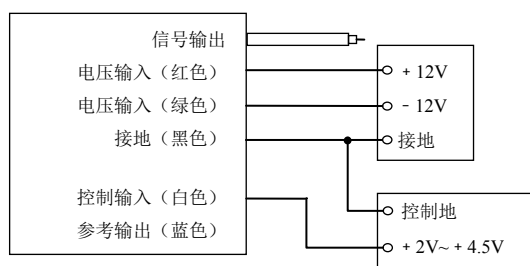 信号输出
电压输入（红色）
电压输入（绿色）
接地（黑色）
控制输入（白色）
参考输出（蓝色）
+ 12V
- 12V
接地
控制地
+ 2V~ + 4.5V